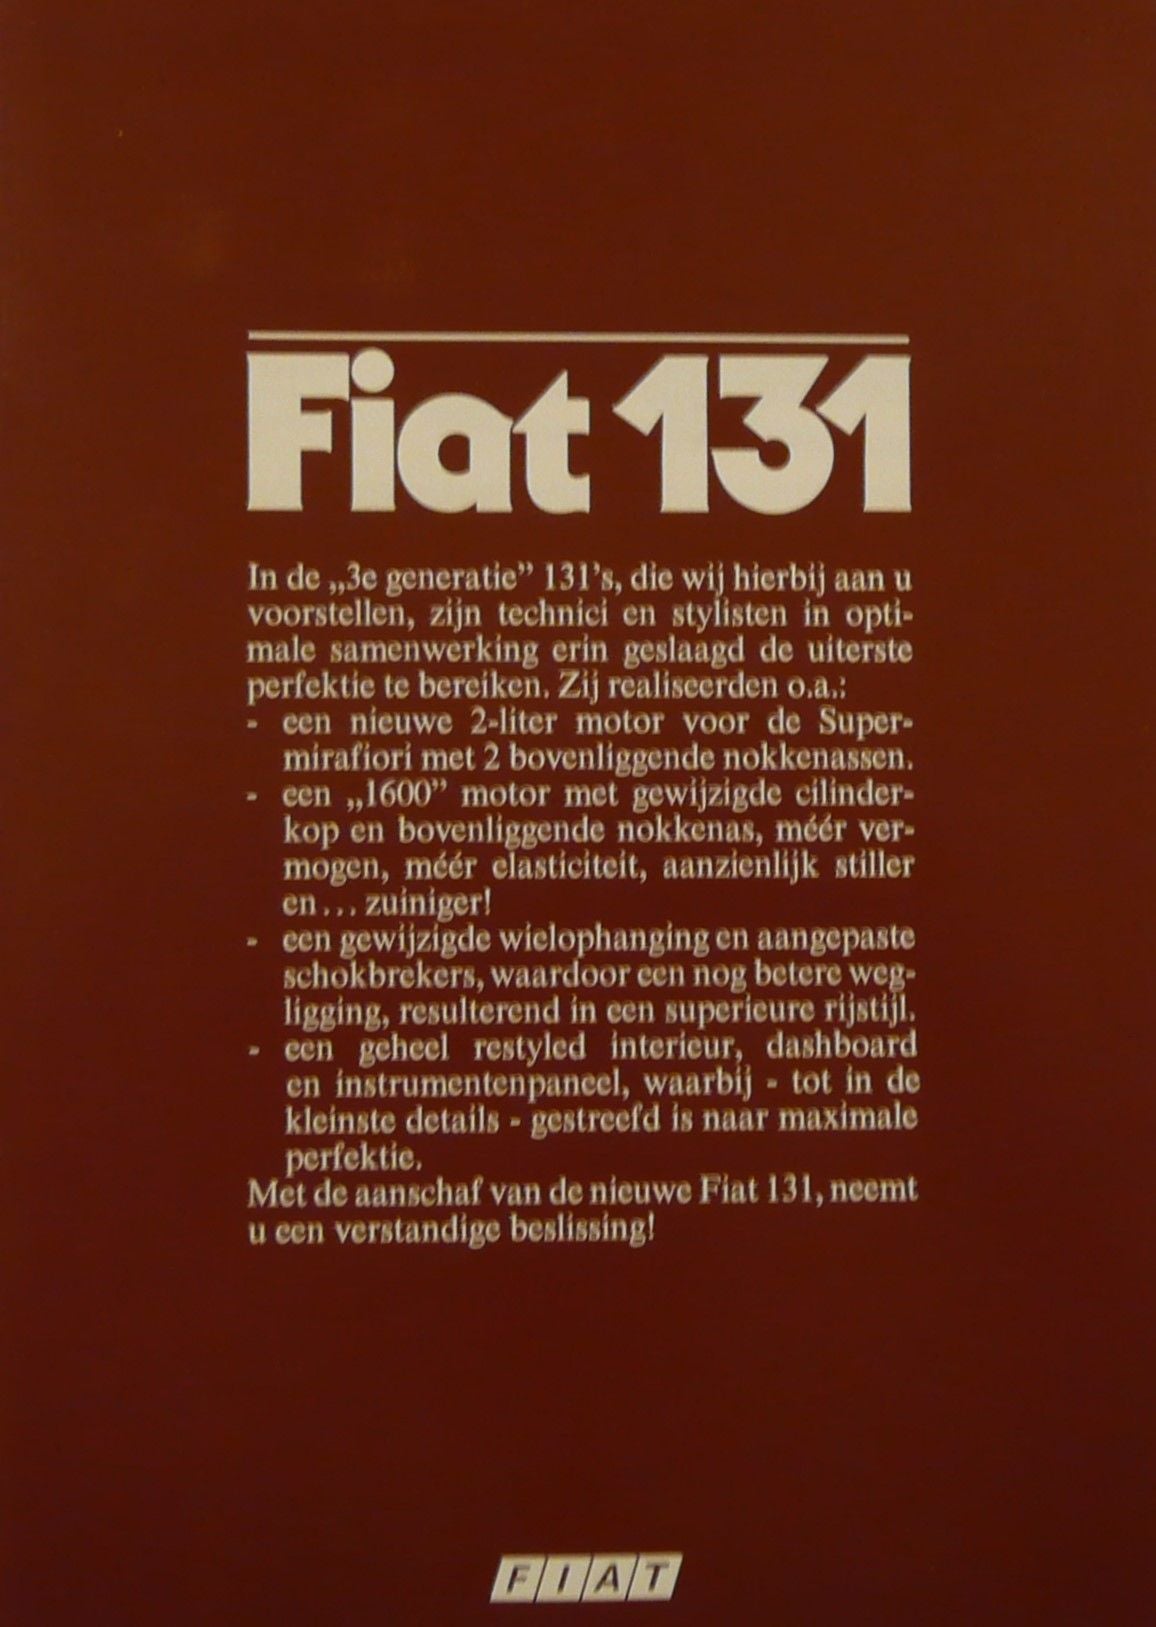 Fiat 131
In de „3e generatie” 131's, die wij hierbij aan u
voorstellen, zijn technici en stylisten in opti-
male samenwerking erin geslaagd de uiterste
perfektie te bereiken. Zij realiseerden o.a.:
- een nieuwe 2-liter motor voor de Super-
mirafiori met 2 bovenliggende nokkenassen.
- een „1600” motor met gewijzigde cilinder-
kop en bovenliggende nokkenas, méér ver-
mogen, méér elasticiteit, aanzienlijk stiller
en... zuiniger!
- een gewijzigde wielophanging en aangepaste
schokbrekers, waardoor een nog betere weg-
ligging, resulterend in een superieure rijstijl.
- een geheel restyled interieur, dashboard
en instrumentenpaneel, waarbij - tot in de
kleinste details - gestreefd is naar maximale
perfektie.
Met de aanschaf van de nieuwe Fiat 131, neemt
u een verstandige beslissing!
FIAT